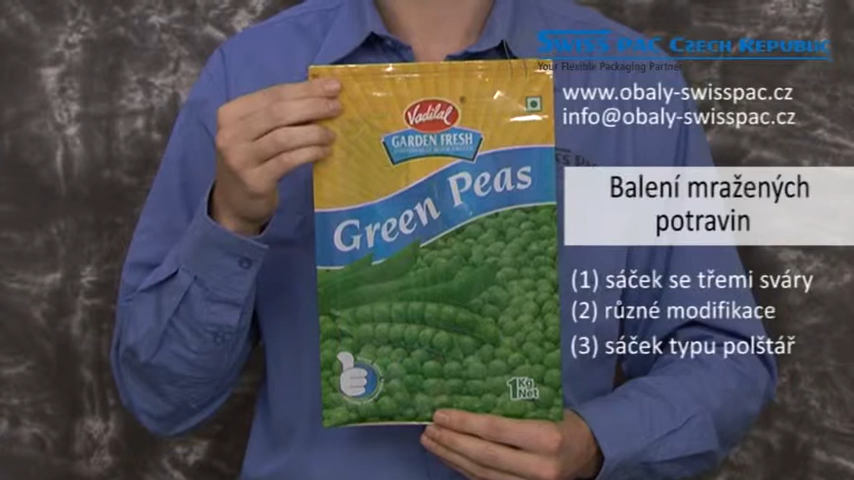 SWISS PAC CZECH REPUBLIC
Your Flexible Packaging Partner
www.obaly-swisspac.cz
info@obaly-swisspac.cz
Balení mražených
potravin
(1) sáček se třemi sváry
(2) různé modifikace
(3) sáček typu polštář
Vadilal
GARDEN FRESH
Green Peas
1Kg.
Net